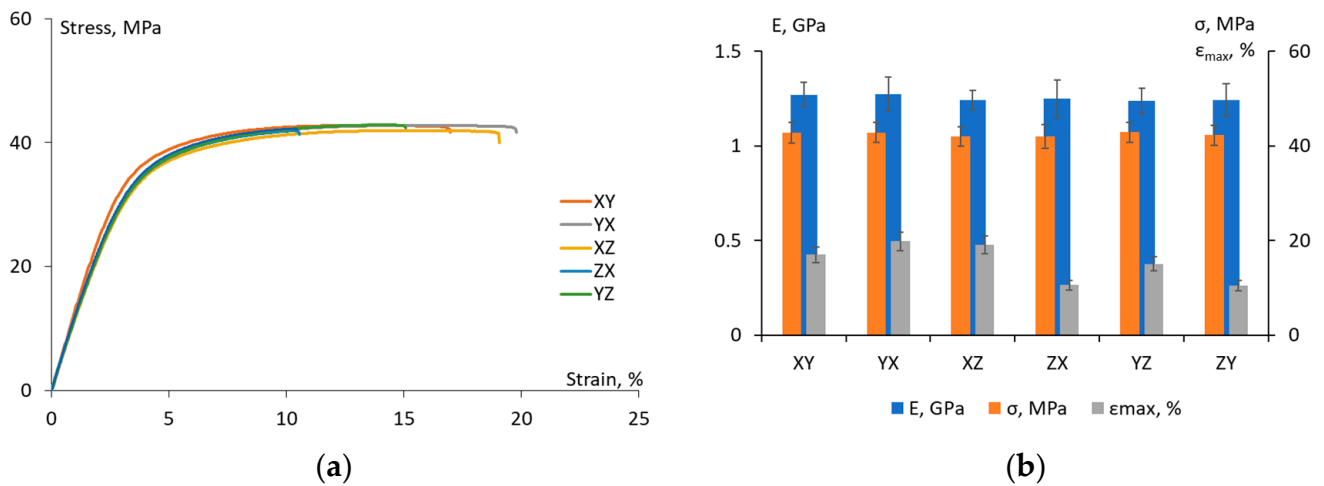 60
Stress, MPa
40
20
0
XY
YX
XZ
ZX
YZ
Strain, %
0
5
10
15
20
25
(a)
E, GPa
σ, MPa
εmax, %
1.5
1
0.5
0
60
40
20
0
XY
YX
XZ
ZX
YZ
ZY
E, GPa
σ, MPa
εmax, %
(b)